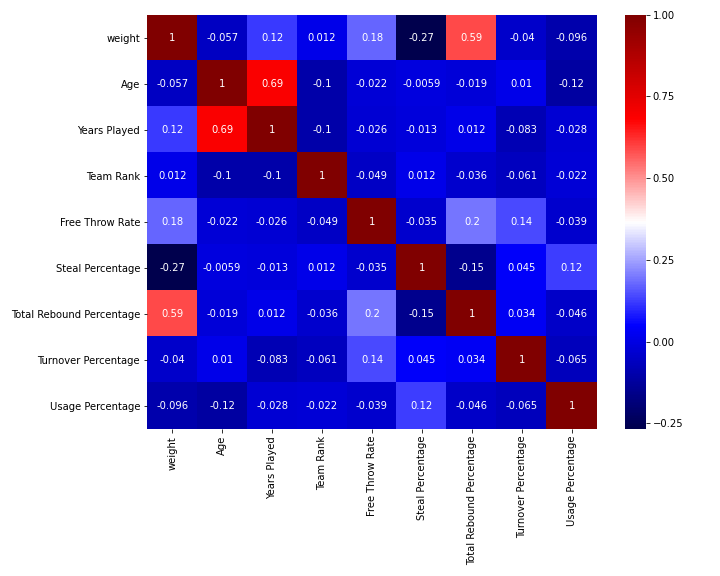 weight 1 -0.057 0.12 0.012 0.18 -0.27 0.59 -0.04 -0.096
Age -0.057 1 0.69 -0.1 -0.022 -0.0059 -0.019 0.01 -0.12
Years Played 0.12 0.69 1 -0.1 -0.026 -0.013 0.012 -0.083 -0.028
Team Rank 0.012 -0.1 -0.1 1 -0.049 0.012 -0.036 -0.061 -0.022
Free Throw Rate 0.18 -0.022 -0.026 -0.049 1 -0.035 0.2 0.14 -0.039
Steal Percentage -0.27 -0.0059 -0.013 0.012 -0.035 1 -0.15 0.045 0.12
Total Rebound Percentage 0.59 -0.019 0.012 -0.036 0.2 -0.15 1 0.034 -0.046
Turnover Percentage -0.04 0.01 -0.083 -0.061 0.14 0.045 0.034 1 -0.065
Usage Percentage -0.096 -0.12 -0.028 -0.022 -0.039 0.12 -0.046 -0.065 1
weight
Age
Years Played
Team Rank
Free Throw Rate
Steal Percentage
Total Rebound Percentage
Turnover Percentage
Usage Percentage
1.00
0.75
0.50
0.25
0.00
−0.25